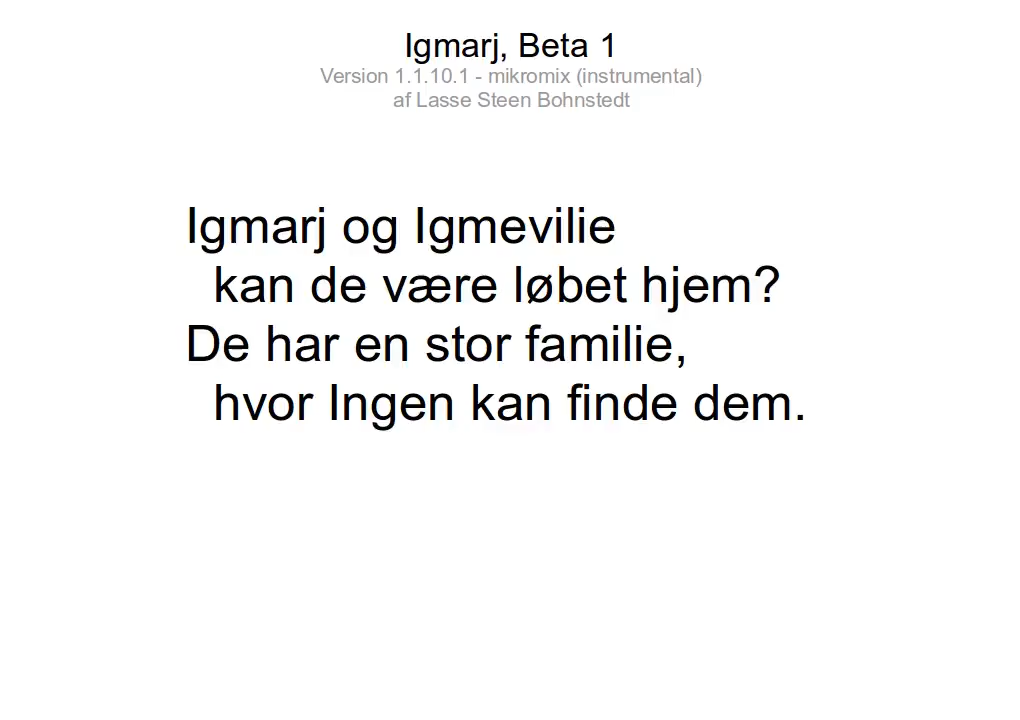 Igmarj, Beta 1
Version 1.1.10.1 - mikromix (instrumental)
af Lasse Steen Bohnstedt
Igmarj og Igmevilie
kan de være løbet hjem?
De har en stor familie,
hvor Ingen kan finde dem.